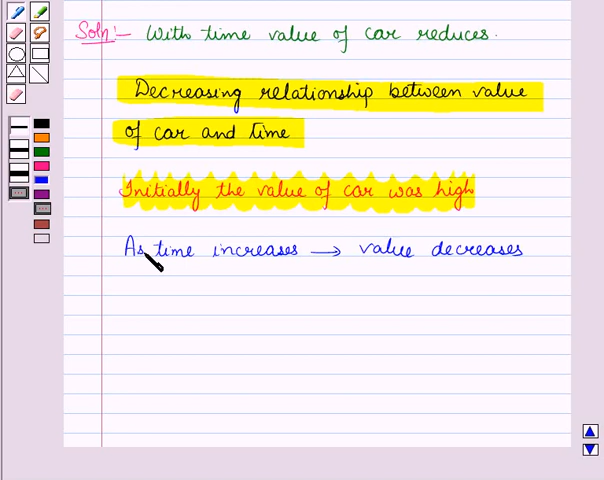 Soln:- With time value of car reduces.
Decreasing relationship between value
of car and time
Initially the value of car was high
As time increases → value decreases